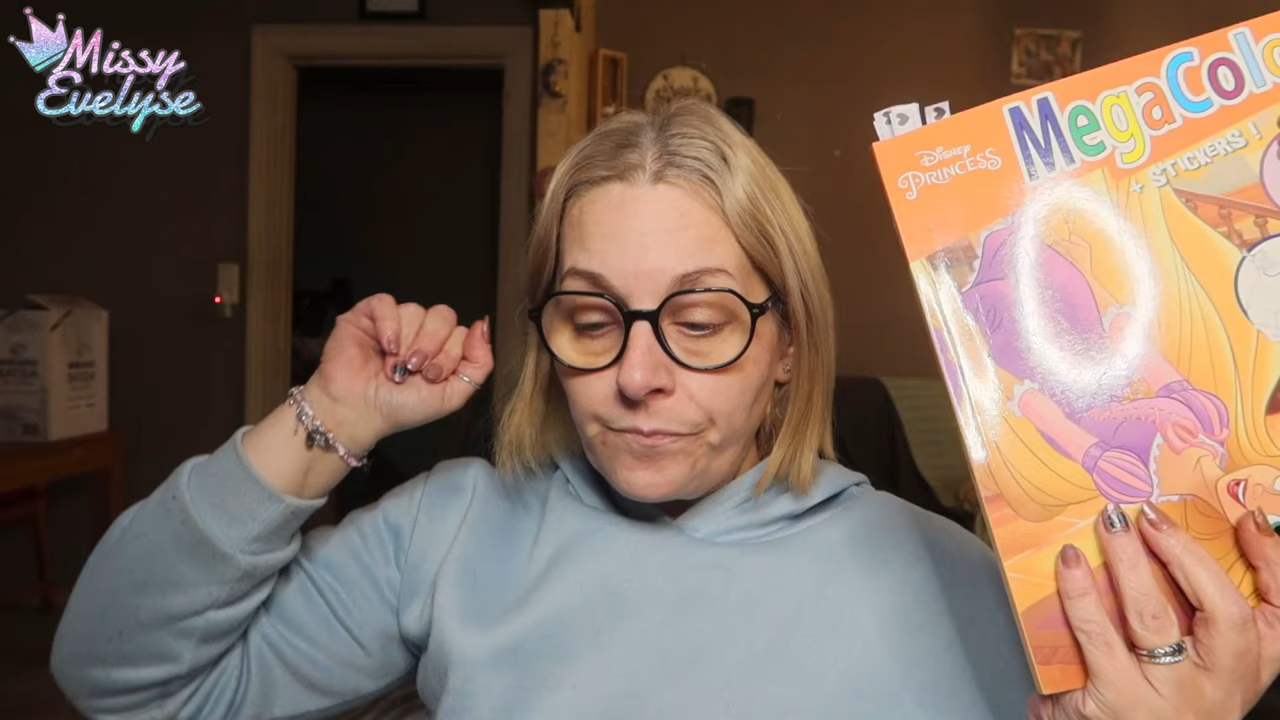 Missy
Evelyse
Disney
PRINCESS
MegaColo
+ STICKERS !